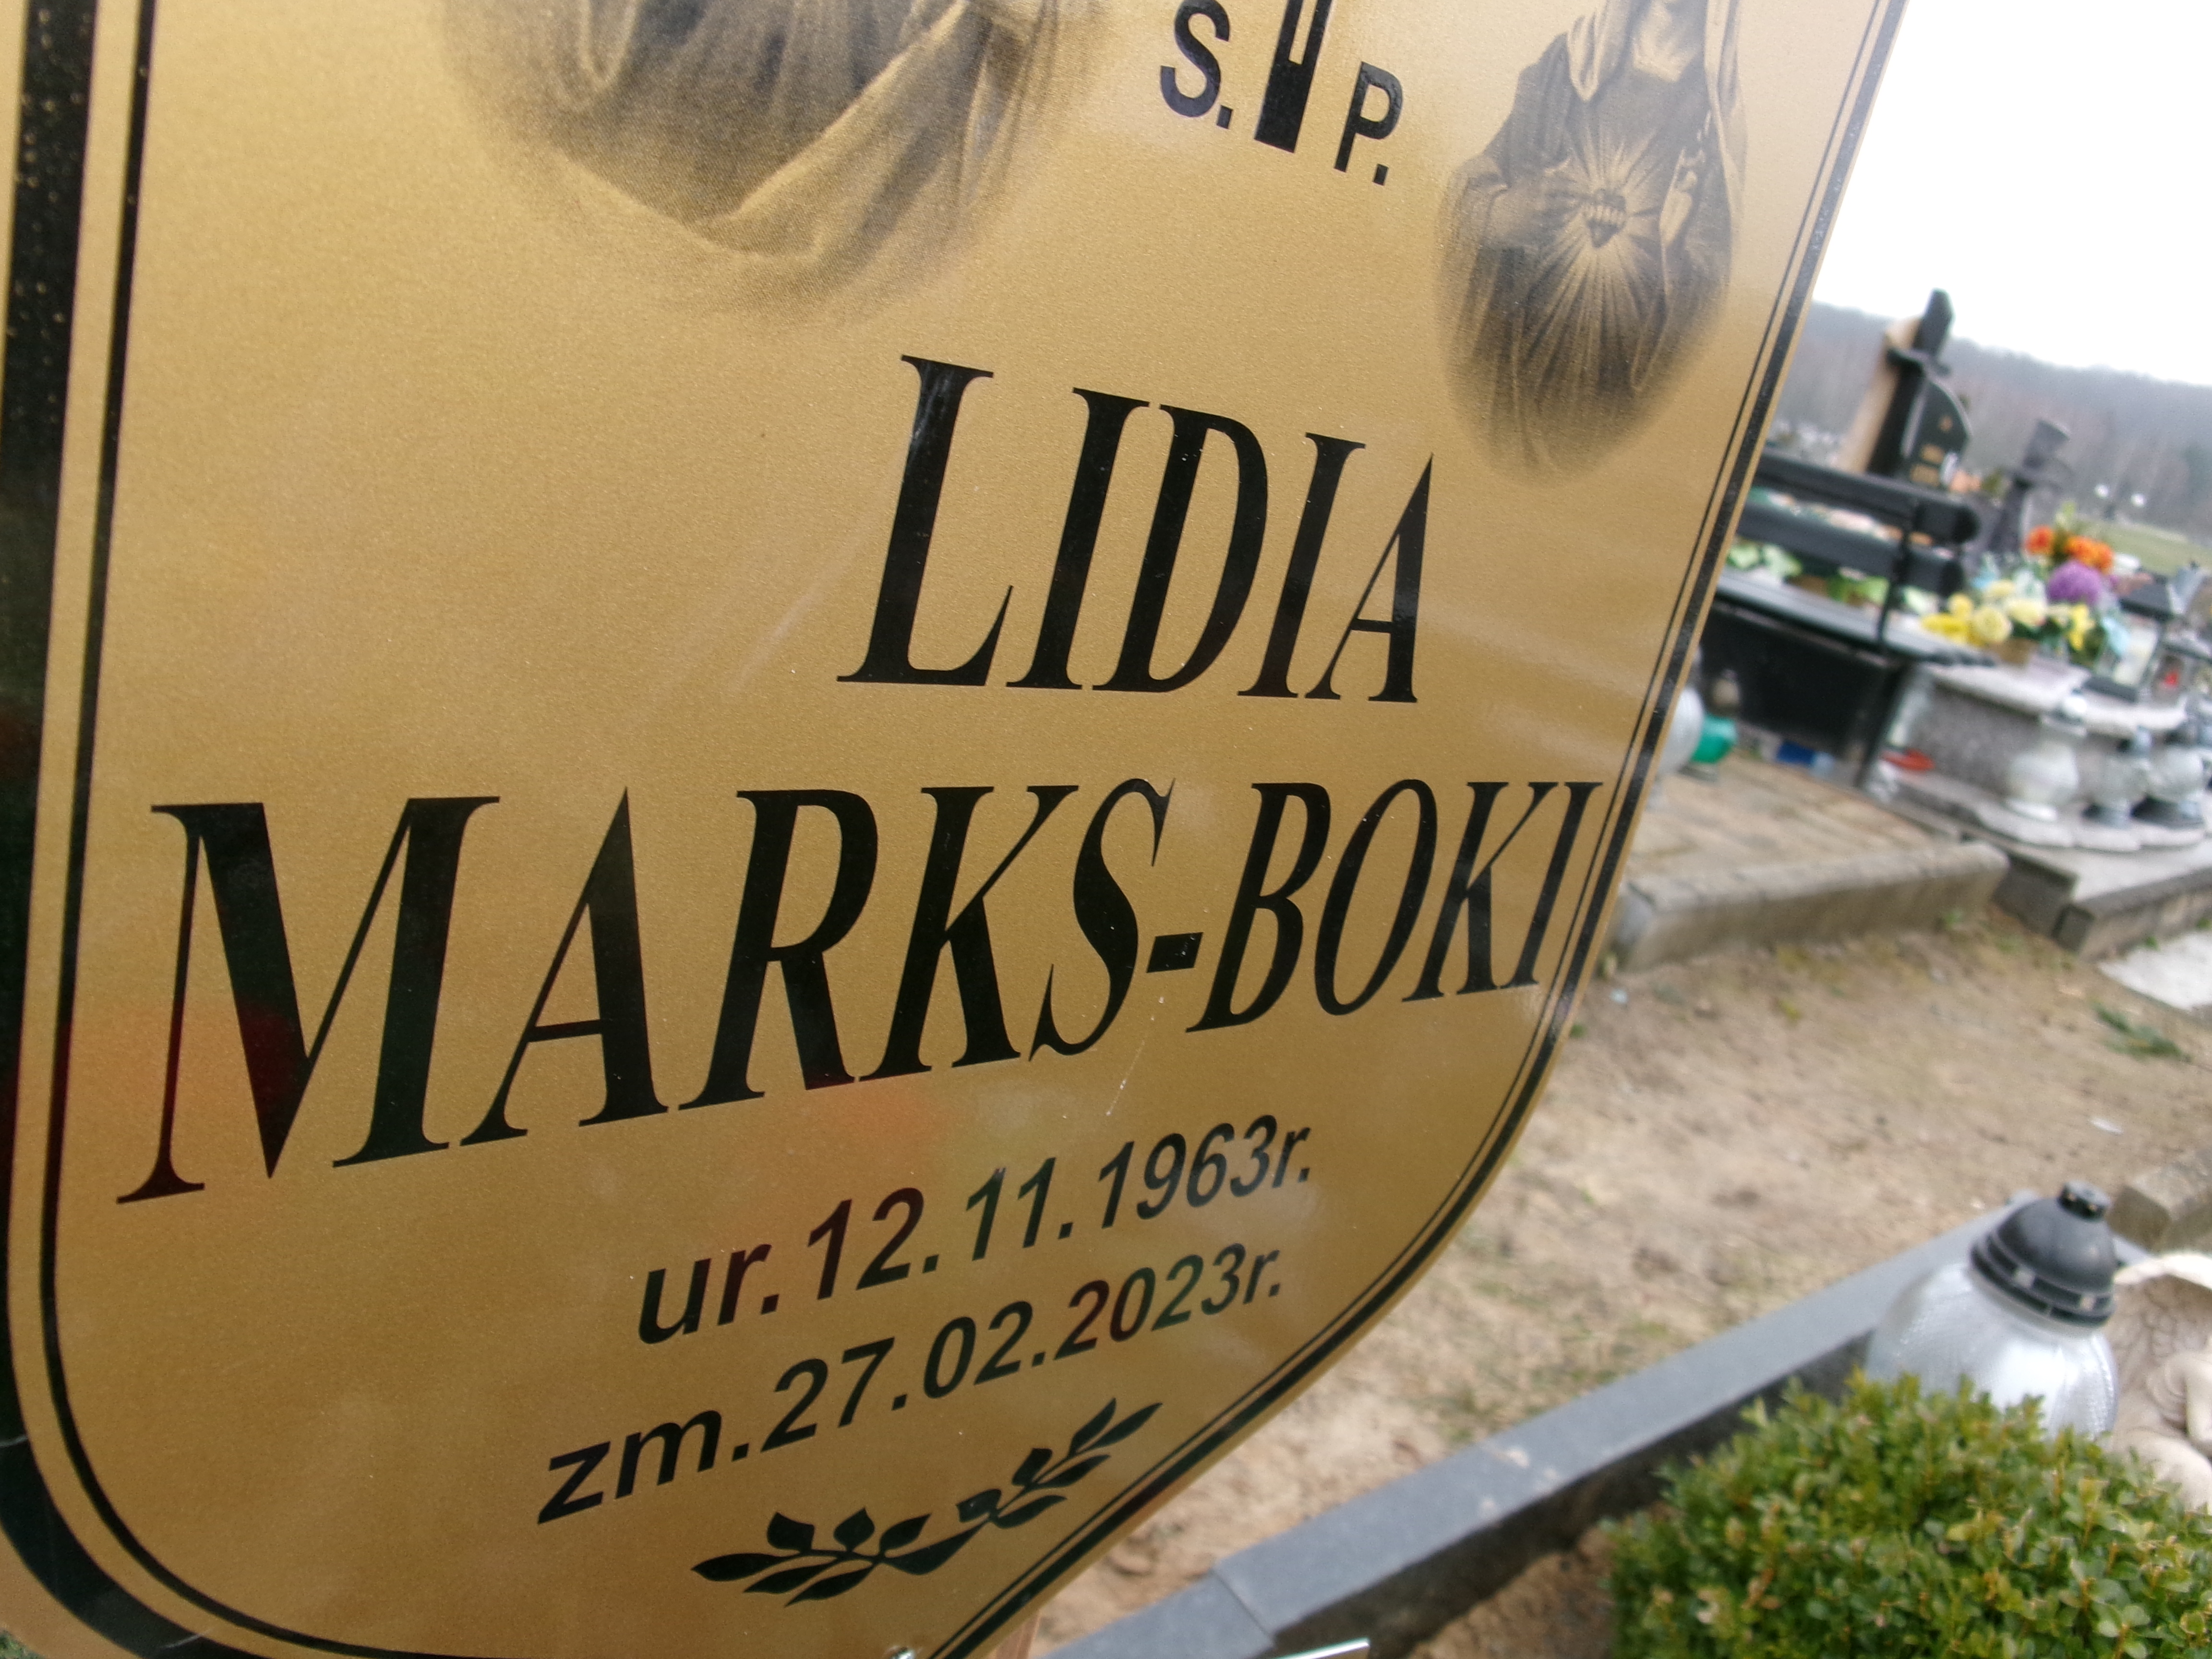 S. P.
LIDIA
MARKS-BOKI
ur.12.11.1963r.
zm.27.02.2023r.